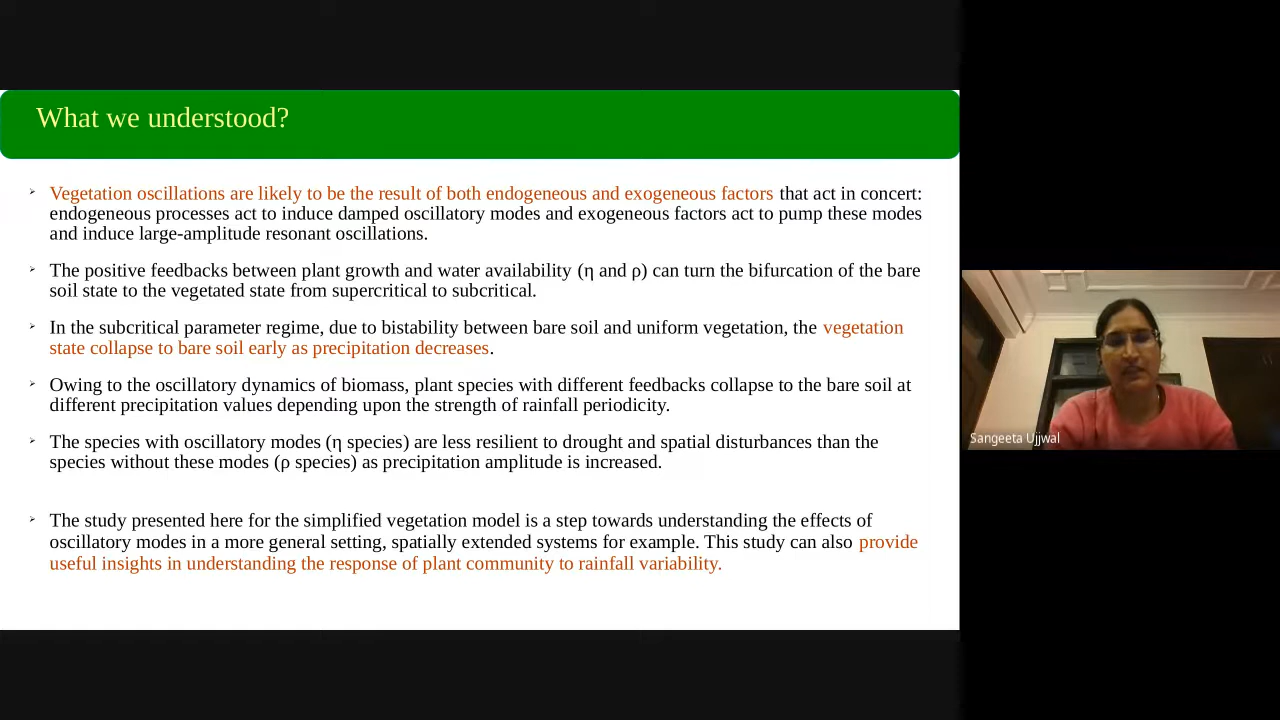 What we understood?
Vegetation oscillations are likely to be the result of both endogeneous and exogeneous factors that act in concert:
endogeneous processes act to induce damped oscillatory modes and exogeneous factors act to pump these modes
and induce large-amplitude resonant oscillations.
The positive feedbacks between plant growth and water availability (η and ρ) can turn the bifurcation of the bare
soil state to the vegetated state from supercritical to subcritical.
In the subcritical parameter regime, due to bistability between bare soil and uniform vegetation, the vegetation
state collapse to bare soil early as precipitation decreases.
Owing to the oscillatory dynamics of biomass, plant species with different feedbacks collapse to the bare soil at
different precipitation values depending upon the strength of rainfall periodicity.
The species with oscillatory modes (η species) are less resilient to drought and spatial disturbances than the
species without these modes (ρ species) as precipitation amplitude is increased.
The study presented here for the simplified vegetation model is a step towards understanding the effects of
oscillatory modes in a more general setting, spatially extended systems for example. This study can also provide
useful insights in understanding the response of plant community to rainfall variability.
Sangeeta Ujjwal